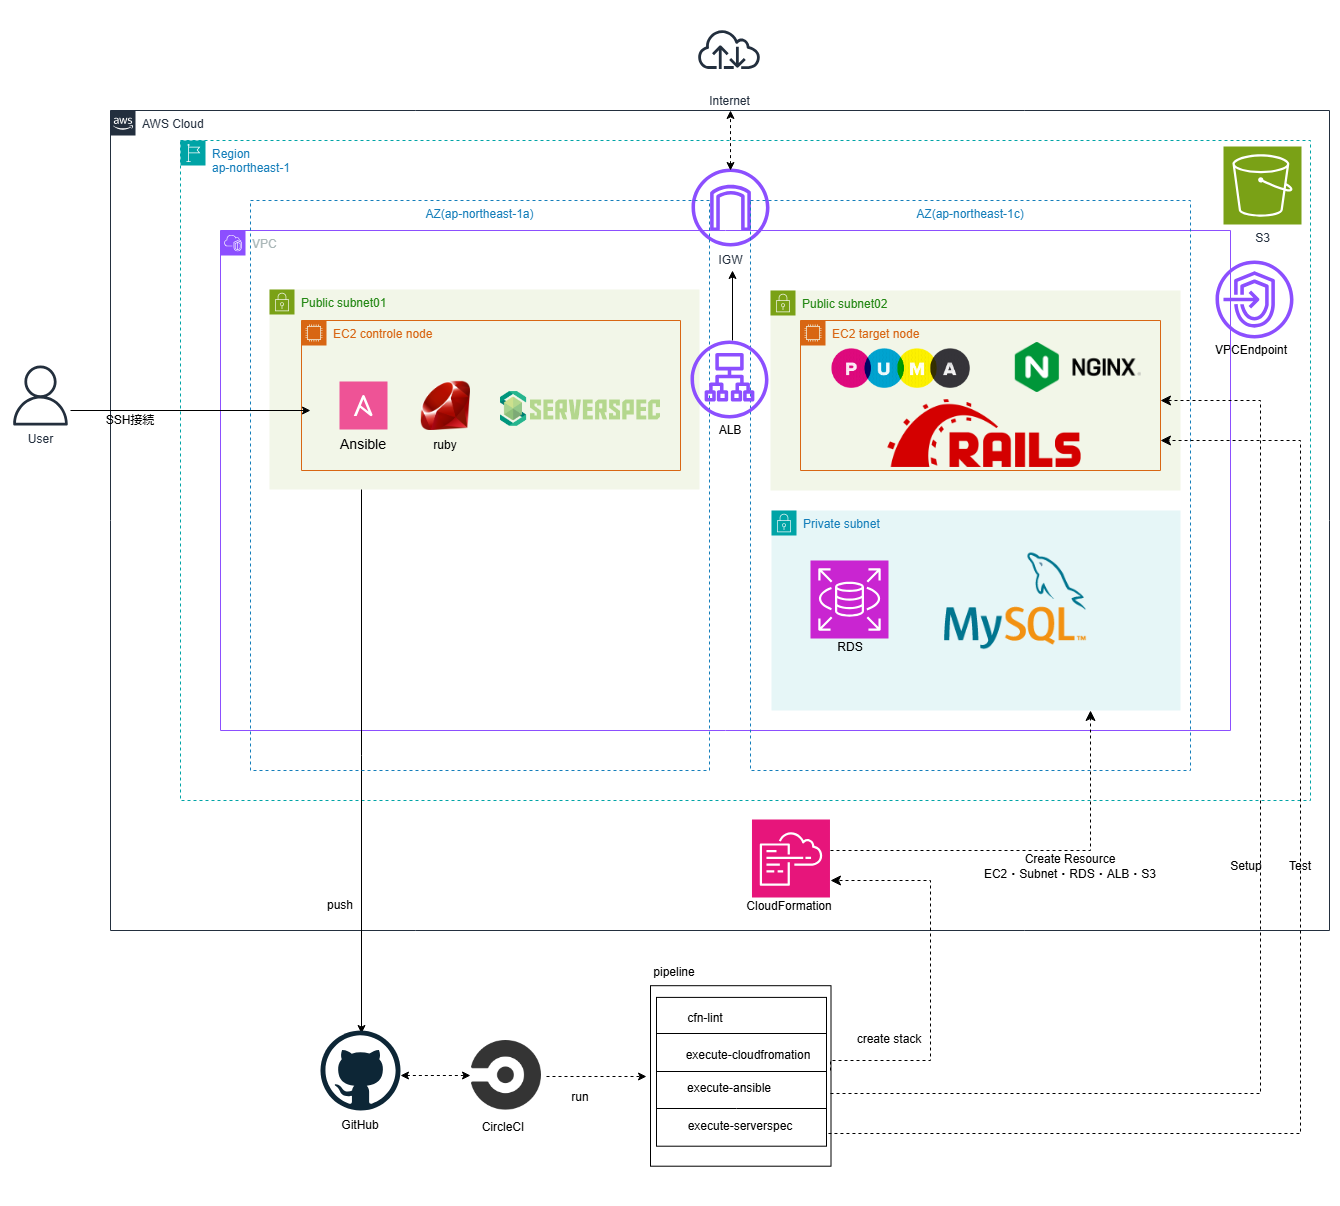 Internet
aws
AWS Cloud
Region
ap-northeast-1
AZ(ap-northeast-1a)
AZ(ap-northeast-1c)
S3
VPC
IGW
Public subnet01
Public subnet02
EC2 controle node
EC2 target node
VPCEndpoint
PUMA
N
NGINX
SSH接続
User
A
Ansible
ruby
SERVERSPEC
ALB
RAILS
Private subnet
RDS
MySQL™
CloudFormation
Create Resource
EC2・Subnet・RDS・ALB・S3
Setup
Test
push
pipeline
cfn-lint
execute-cloudfromation
execute-ansible
execute-serverspec
create stack
run
GitHub
CircleCI